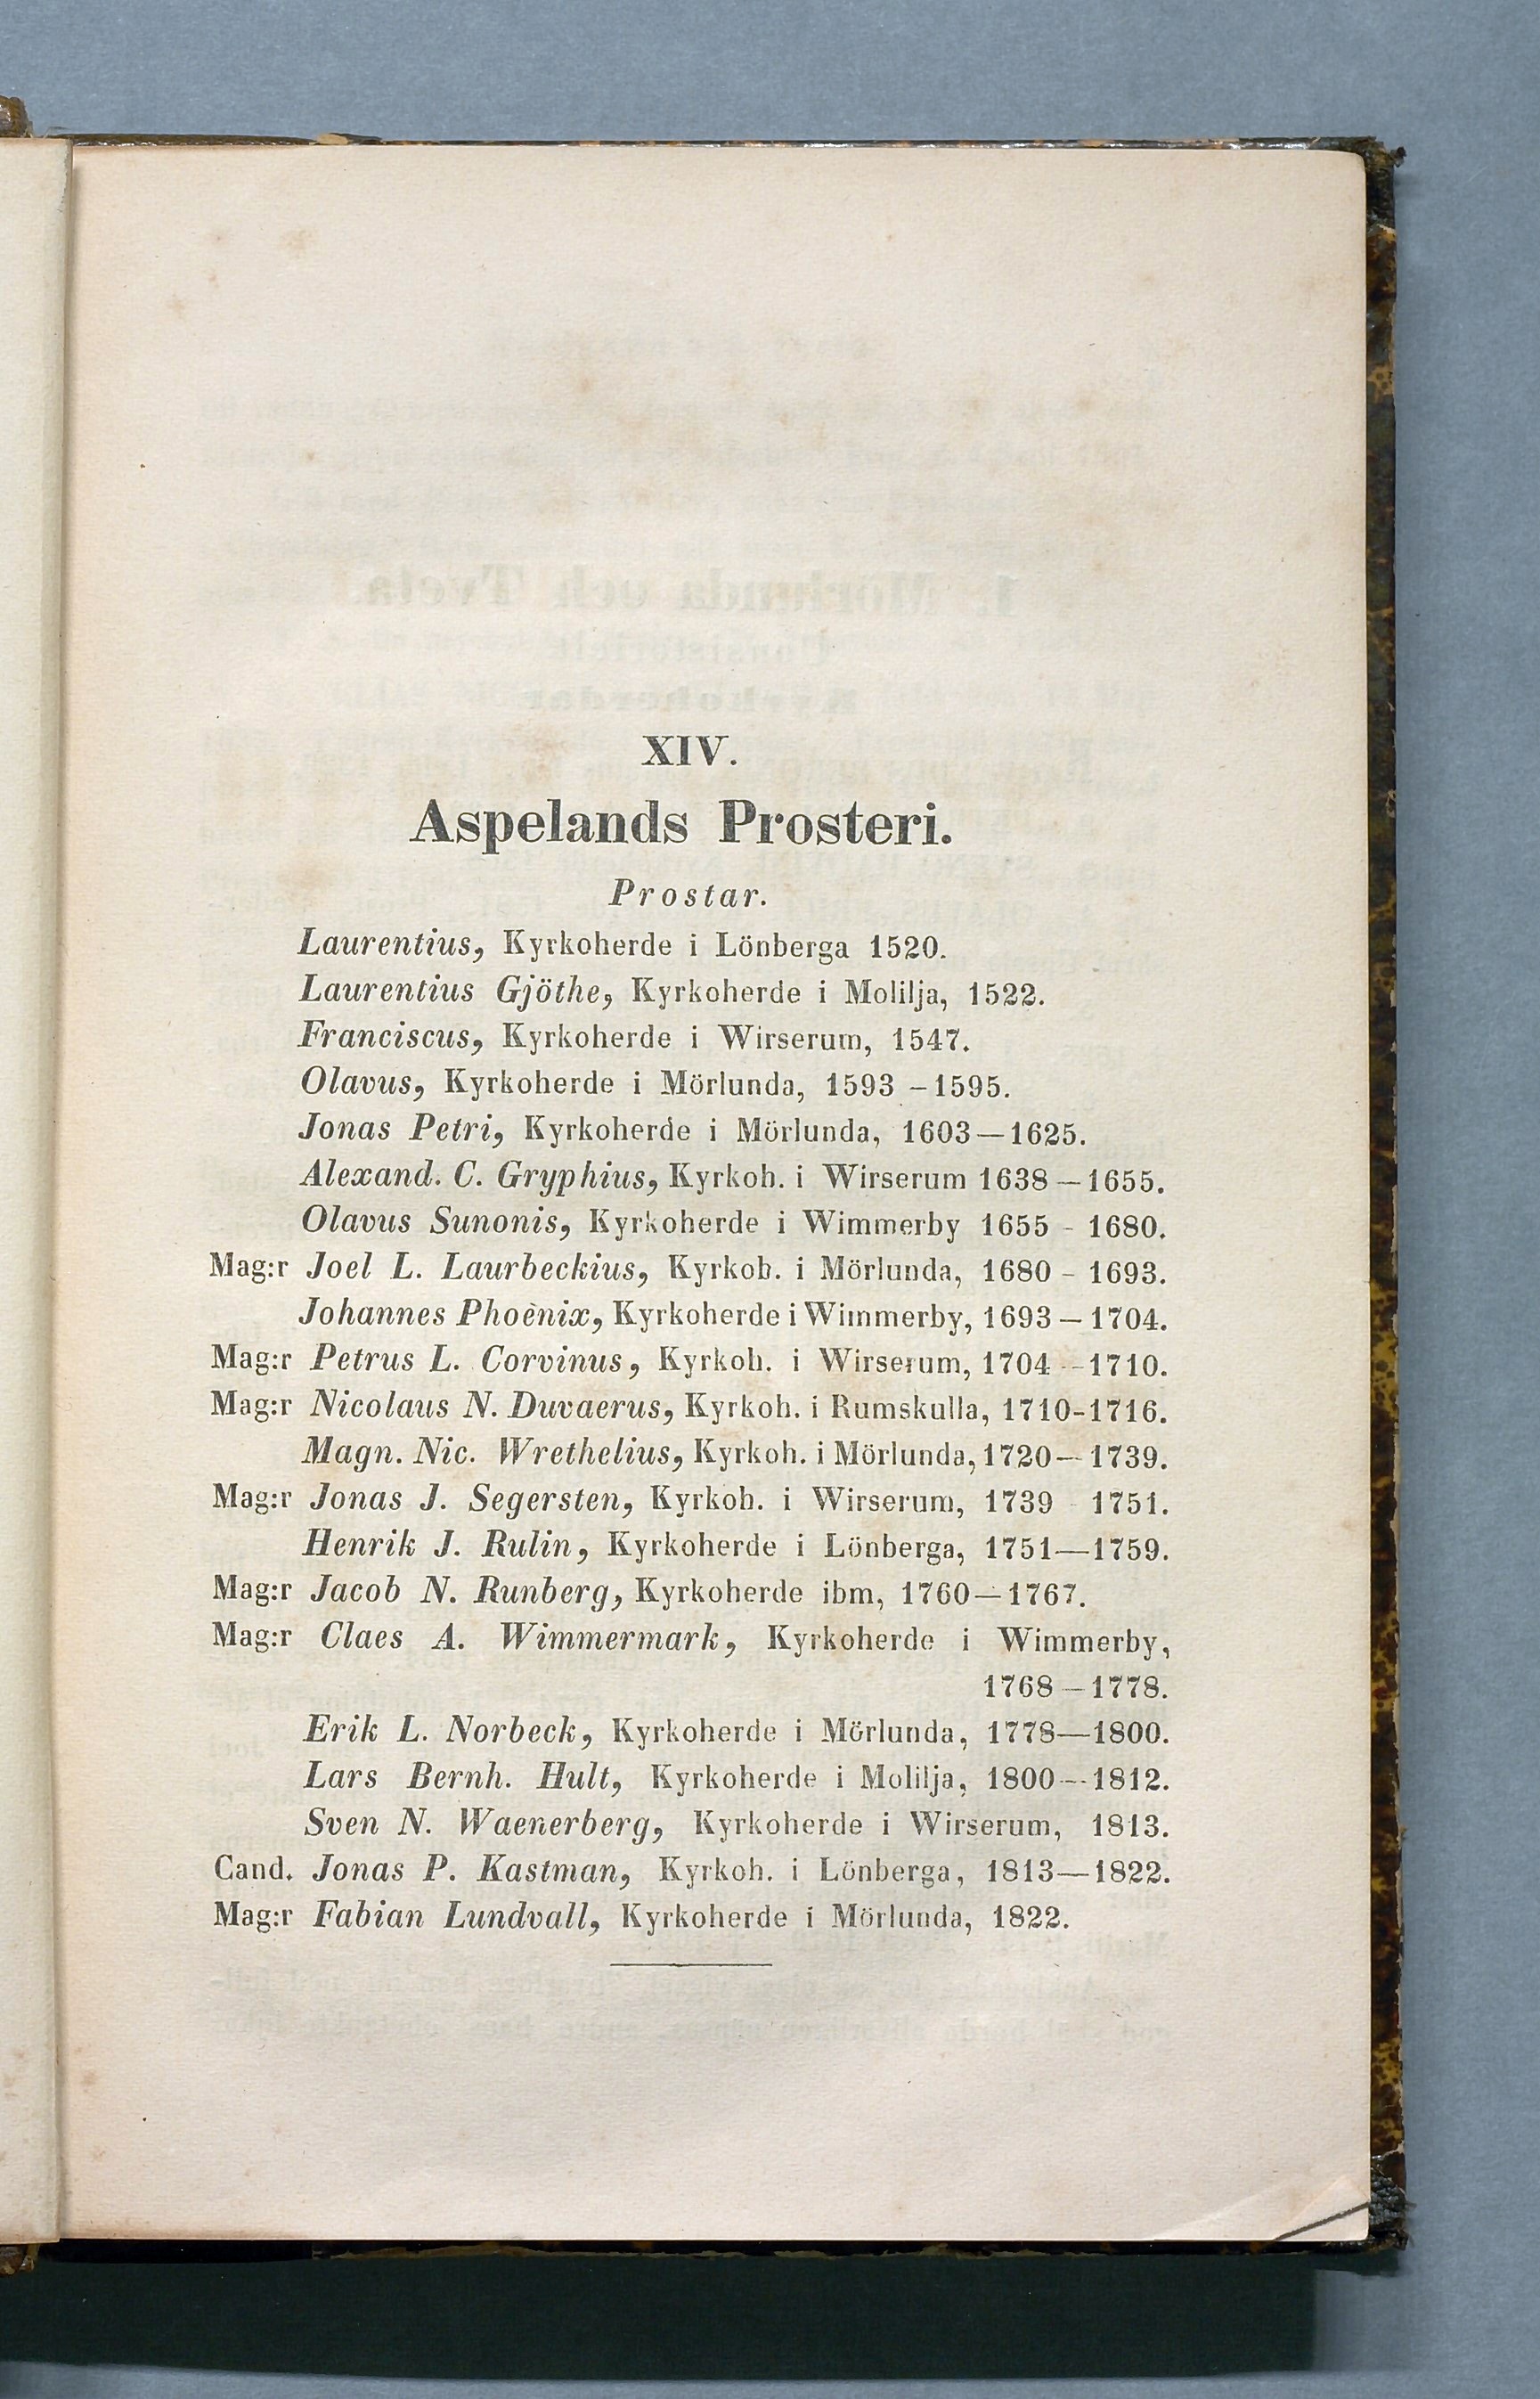 XIV.
Aspelands Prosteri.
Prostar.
Laurentius, Kyrkoherde i Lönberga 1520.
Laurentius Gjöthe, Kyrkoherde i Molilja, 1522.
Franciscus, Kyrkoherde i Wirserum, 1547.
Olavus, Kyrkoherde i Mörlunda, 1593 –1595.
Jonas Petri, Kyrkoherde i Mörlunda, 1603—1625.
Alexand. C. Gryphius, Kyrkoh. i Wirserum 1638—1655.
Olavus Sunonis, Kyrkoherde i Wimmerby 1655 - 1680.
Mag:r Joel L. Laurbeckius, Kyrkoh. i Mörlunda, 1680 - 1693.
Johannes Phoënix, Kyrkoherde i Wimmerby, 1693 – 1704.
Mag:r Petrus L. Corvinus, Kyrkoh. i Wirserum, 1704 –1710.
Mag:r Nicolaus N. Duvaerus, Kyrkoh. i Rumskulla, 1710-1716.
Magn. Nic. Wrethelius, Kyrkoh. i Mörlunda, 1720—1739.
Mag:r Jonas J. Segersten, Kyrkoh. i Wirserum, 1739 - 1751.
Henrik J. Rulin, Kyrkoherde i Lönberga, 1751—1759.
Mag:r Jacob N. Runberg, Kyrkoherde ibm, 1760—1767.
Mag:r Claes A. Wimmermark, Kyrkoherde i Wimmerby,
1768 –1778.
Erik L. Norbeck, Kyrkoherde i Mörlunda, 1778—1800.
Lars Bernh. Hult, Kyrkoherde i Molilja, 1800—1812.
Sven N. Waenerberg, Kyrkoherde i Wirserum, 1813.
Cand. Jonas P. Kastman, Kyrkoh. i Lönberga, 1813—1822.
Mag:r Fabian Lundvall, Kyrkoherde i Mörlunda, 1822.